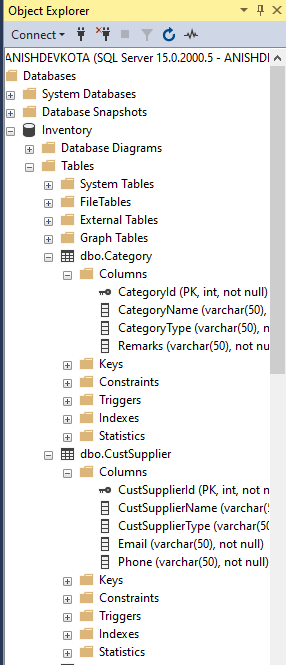 Object Explorer
Connect
ANISHDEVKOTA (SQL Server 15.0.2000.5 - ANISHDI
Databases
System Databases
Database Snapshots
Inventory
Database Diagrams
Tables
System Tables
FileTables
External Tables
Graph Tables
dbo.Category
Columns
CategoryId (PK, int, not null)
CategoryName (varchar(50),
CategoryType (varchar(50), n
Remarks (varchar(50), not nu
Keys
Constraints
Triggers
Indexes
Statistics
dbo.CustSupplier
Columns
CustSupplierId (PK, int, not n
CustSupplierName (varchar(
CustSupplierType (varchar(50
Email (varchar(50), not null)
Phone (varchar(50), not null)
Keys
Constraints
Triggers
Indexes
Statistics